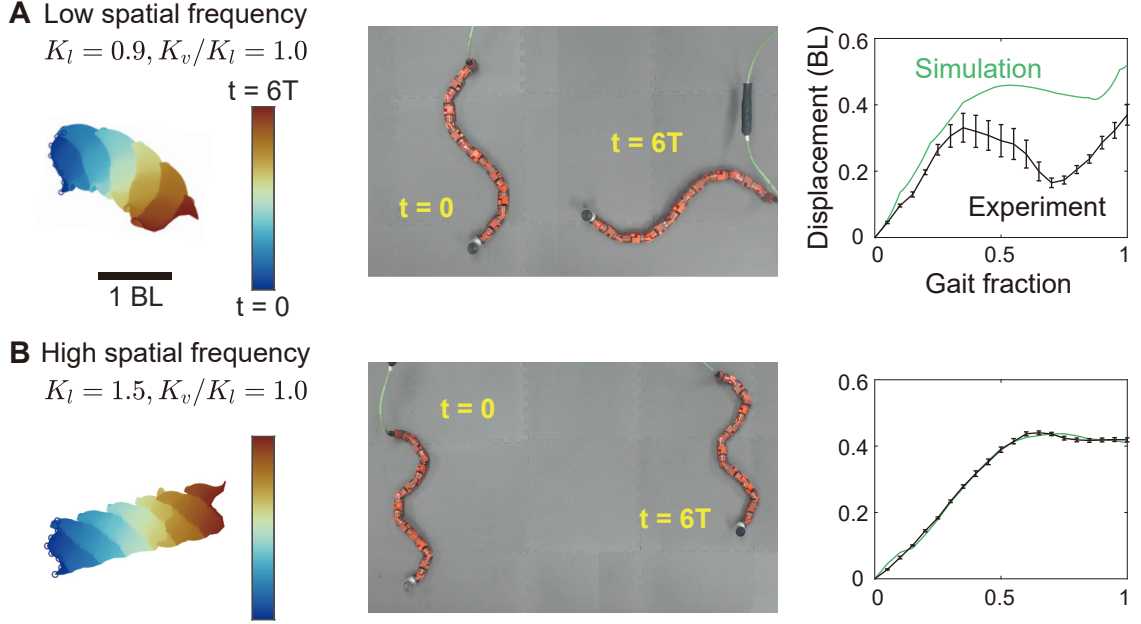 A Low spatial frequency
K_l = 0.9, K_v/K_l = 1.0
t = 6T
1 BL
t = 0
t = 0
t = 6T
Displacement (BL)
0.6
0.4
0.2
0
Simulation
Experiment
0 0.5 1
Gait fraction
B High spatial frequency
K_l = 1.5, K_v/K_l = 1.0
t = 0
t = 6T
0.6
0.4
0.2
0
0 0.5 1